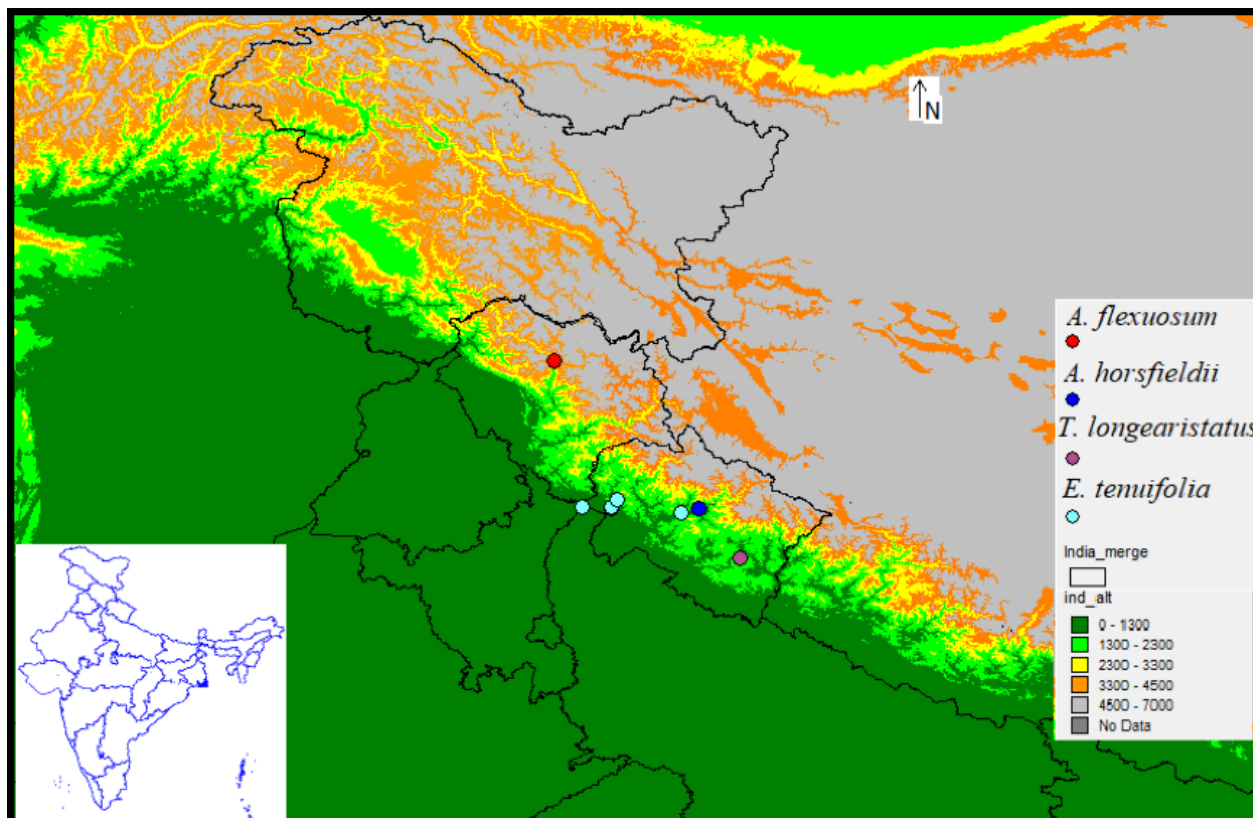 N
A. flexuosum
A. horsfieldii
T. longearistatus
E. tenuifolia
India_merge
ind_alt
0 - 1300
1300 - 2300
2300 - 3300
3300 - 4500
4500 - 7000
No Data